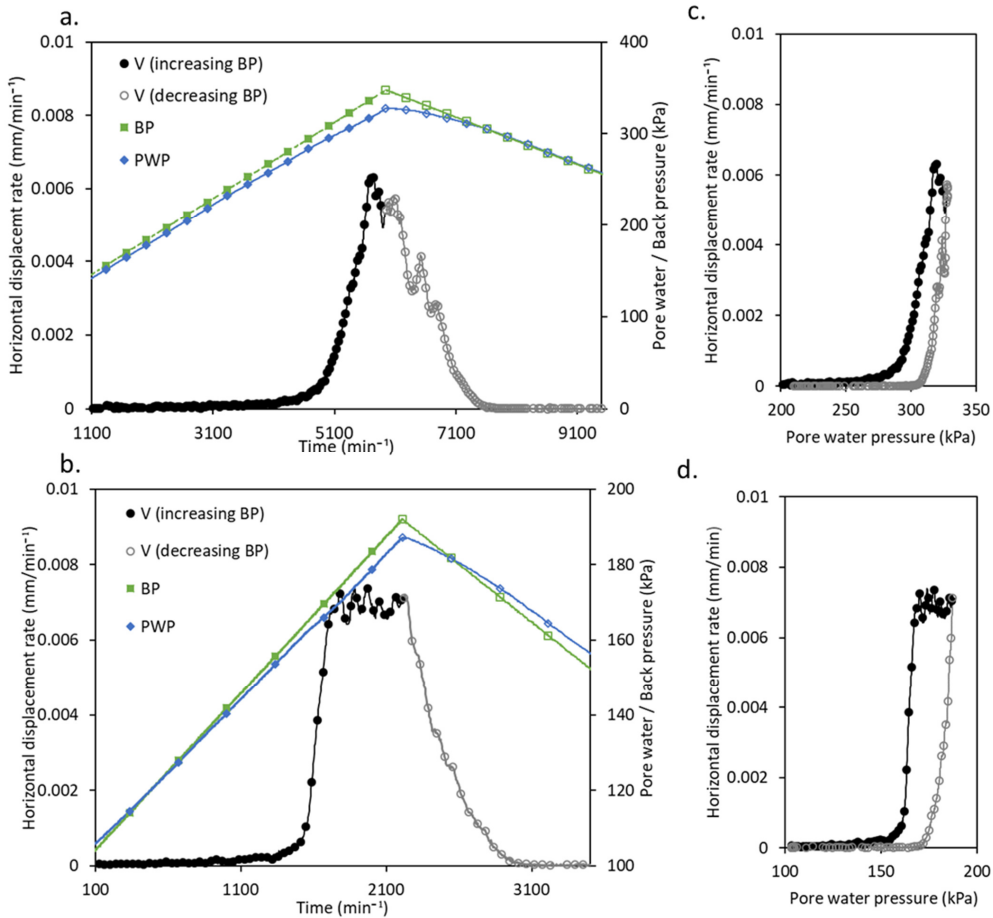 a.
Horizontal displacemt rate (mm/min⁻¹)
0.01
0.008
0.006
0.004
0.002
0
V (increasing BP)
V (decreasing BP)
BP
PWP
400
300
200
100
0
Pore water / Back pressure (kPa)
1100 3100 5100 7100 9100
Time (min⁻¹)
c.
Horizontal displacement rate (mm/min⁻¹)
0.01
0.008
0.006
0.004
0.002
0
200 250 300 350
Pore water pressure (kPa)
b.
Horizontal displacement rate (mm/min⁻¹)
0.01
0.008
0.006
0.004
0.002
0
V (increasing BP)
V (decreasing BP)
BP
PWP
200
180
160
140
120
100
Pore water / Back pressure (kPa)
100 1100 2100 3100
Time (min⁻¹)
d.
Horizontal displacement rate (mm/min)
0.01
0.008
0.006
0.004
0.002
0
100 150 200
Pore water pressure (kPa)